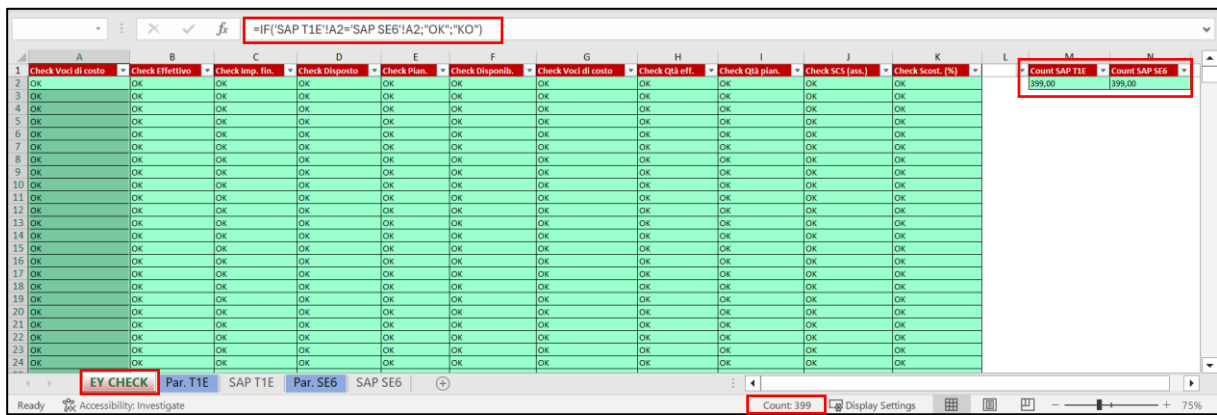 fx =IF('SAP T1E'!A2='SAP SE6'!A2;"OK";"KO")
A B C D E F G H I J K L M N
1 Check Voci di costo Check Effettivo Check Imp. fin. Check Disposto Check Pian. Check Disponib. Check Voci di costo Check Qtà eff. Check Qtà pian. Check SCS (ass.) Check Scost. (%) Count SAP T1E Count SAP SE6
2 OK OK OK OK OK OK OK OK OK OK OK 399,00 399,00
3 OK OK OK OK OK OK OK OK OK OK OK
4 OK OK OK OK OK OK OK OK OK OK OK
5 OK OK OK OK OK OK OK OK OK OK OK
6 OK OK OK OK OK OK OK OK OK OK OK
7 OK OK OK OK OK OK OK OK OK OK OK
8 OK OK OK OK OK OK OK OK OK OK OK
9 OK OK OK OK OK OK OK OK OK OK OK
10 OK OK OK OK OK OK OK OK OK OK OK
11 OK OK OK OK OK OK OK OK OK OK OK
12 OK OK OK OK OK OK OK OK OK OK OK
13 OK OK OK OK OK OK OK OK OK OK OK
14 OK OK OK OK OK OK OK OK OK OK OK
15 OK OK OK OK OK OK OK OK OK OK OK
16 OK OK OK OK OK OK OK OK OK OK OK
17 OK OK OK OK OK OK OK OK OK OK OK
18 OK OK OK OK OK OK OK OK OK OK OK
19 OK OK OK OK OK OK OK OK OK OK OK
20 OK OK OK OK OK OK OK OK OK OK OK
21 OK OK OK OK OK OK OK OK OK OK OK
22 OK OK OK OK OK OK OK OK OK OK OK
23 OK OK OK OK OK OK OK OK OK OK OK
24 OK OK OK OK OK OK OK OK OK OK OK
EY CHECK Par. T1E SAP T1E Par. SE6 SAP SE6
Ready Accessibility: Investigate Count: 399 Display Settings 75%